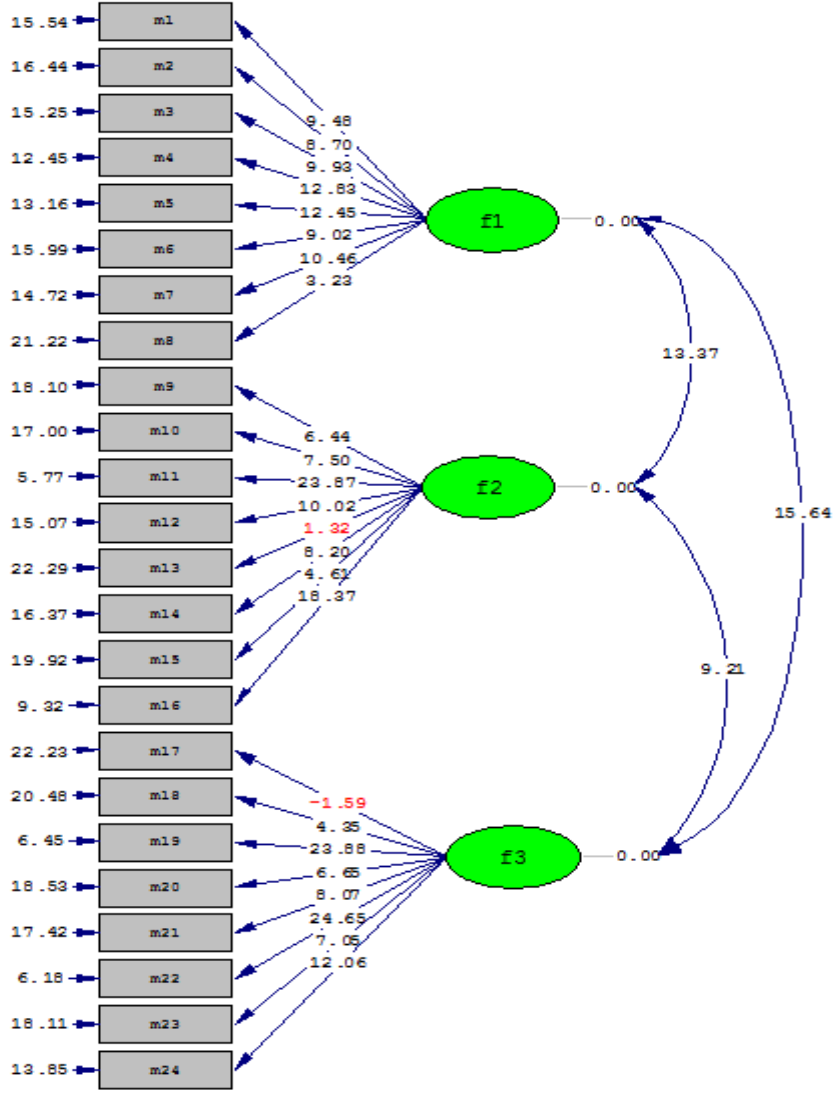 15.54 m1
16.44 m2
15.25 m3
12.45 m4
13.16 m5
15.99 m6
14.72 m7
21.22 m8
18.10 m9
17.00 m10
5.77 m11
15.07 m12
22.29 m13
16.37 m14
19.92 m15
9.32 m16
22.23 m17
20.48 m18
6.45 m19
18.53 m20
17.42 m21
6.18 m22
18.11 m23
13.85 m24
9.48
8.70
9.93
12.83
12.45
9.02
10.46
3.23
6.44
7.50
23.87
10.02
1.32
8.20
4.61
18.37
-1.59
4.35
23.88
6.65
8.07
24.65
7.05
12.06
f1 0.00
f2 0.00
f3 0.00
13.37
15.64
9.21